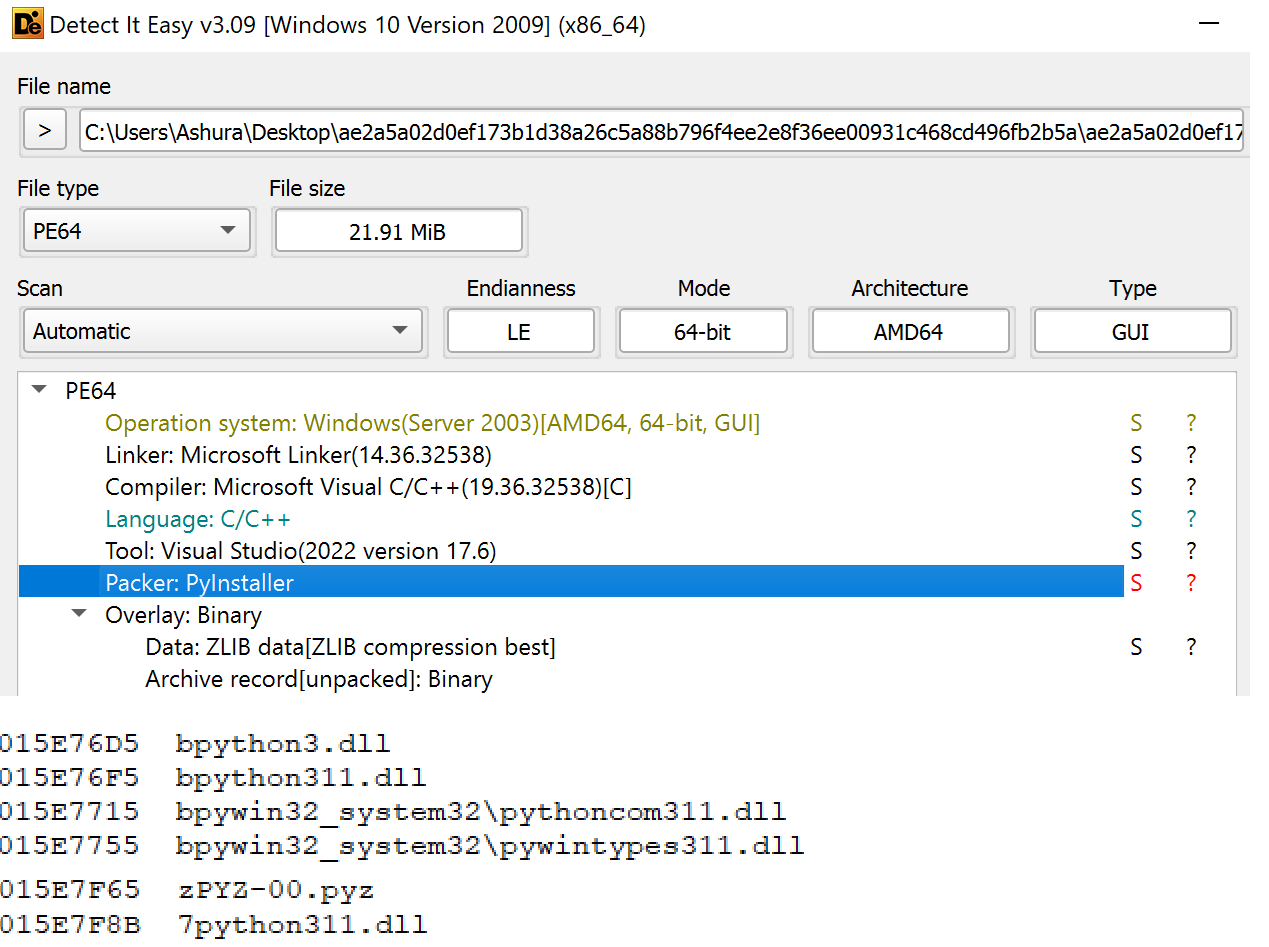 De Detect It Easy v3.09 [Windows 10 Version 2009] (x86_64)
File name
> C:\Users\Ashura\Desktop\ae2a5a02d0ef173b1d38a26c5a88b796f4ee2e8f36ee00931c468cd496fb2b5a\ae2a5a02d0ef17
File type File size
PE64 21.91 MiB
Scan Endianness Mode Architecture Type
Automatic LE 64-bit AMD64 GUI
PE64
Operation system: Windows(Server 2003)[AMD64, 64-bit, GUI] S ?
Linker: Microsoft Linker(14.36.32538) S ?
Compiler: Microsoft Visual C/C++(19.36.32538)[C] S ?
Language: C/C++ S ?
Tool: Visual Studio(2022 version 17.6) S ?
Packer: PyInstaller S ?
Overlay: Binary
Data: ZLIB data[ZLIB compression best] S ?
Archive record[unpacked]: Binary
015E76D5 bpython3.dll
015E76F5 bpython311.dll
015E7715 bpywin32_system32\pythoncom311.dll
015E7755 bpywin32_system32\pywintypes311.dll
015E7F65 zPYZ-00.pyz
015E7F8B 7python311.dll